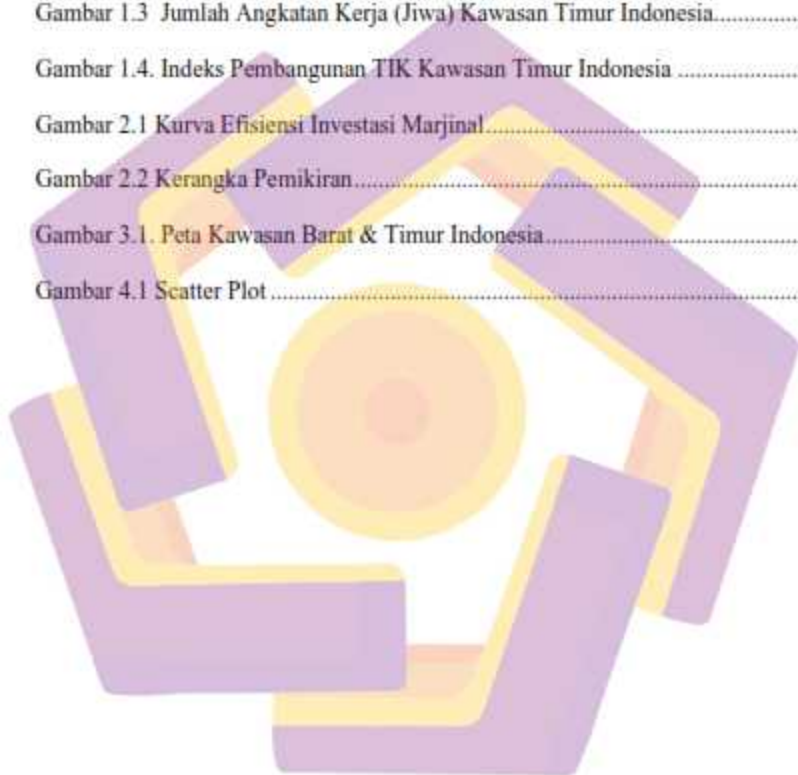 Gambar 1.3  Jumlah Angkatan Kerja (Jiwa) Kawasan Timur Indonesia..............
Gambar 1.4. Indeks Pembangunan TIK Kawasan Timur Indonesia ....................
Gambar 2.1 Kurva Efisiensi Investasi Marjinal....................................................
Gambar 2.2 Kerangka Pemikiran..........................................................................
Gambar 3.1. Peta Kawasan Barat & Timur Indonesia..........................................
Gambar 4.1 Scatter Plot ........................................................................................